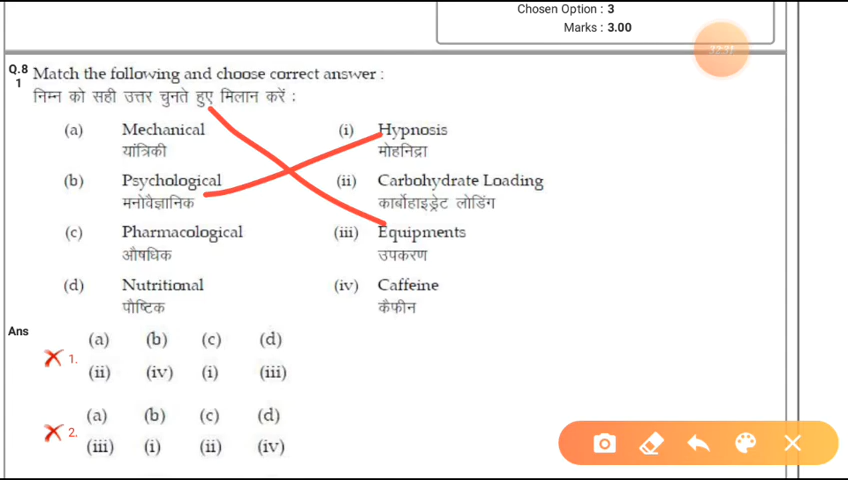 Chosen Option : 3
Marks : 3.00
Q.8 Match the following and choose correct answer :
1 निम्न को सही उत्तर चुनते हुए मिलान करें :
(a) Mechanical (i) Hypnosis
यांत्रिकी मोहनिद्रा
(b) Psychological (ii) Carbohydrate Loading
मनोवैज्ञानिक कार्बोहाइड्रेट लोडिंग
(c) Pharmacological (iii) Equipments
औषधिक उपकरण
(d) Nutritional (iv) Caffeine
पौष्टिक कैफीन
Ans (a) (b) (c) (d)
1. (ii) (iv) (i) (iii)
(a) (b) (c) (d)
2. (iii) (i) (ii) (iv)